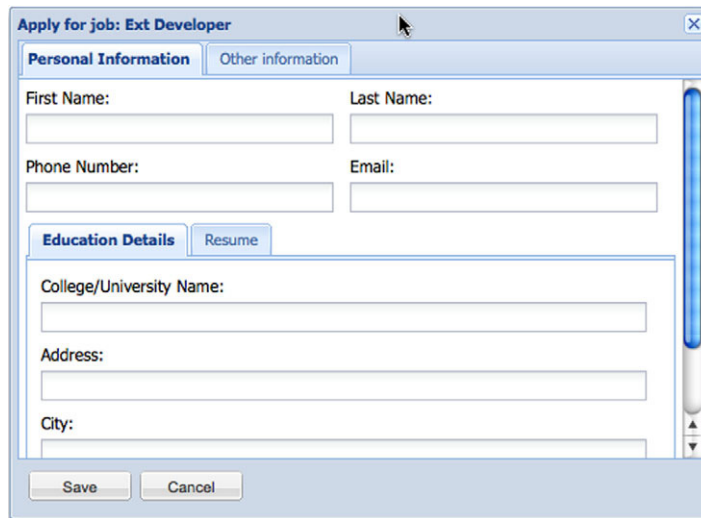 Apply for job: Ext Developer
Personal Information Other information
First Name: Last Name:
Phone Number: Email:
Education Details Resume
College/University Name:
Address:
City:
Save Cancel